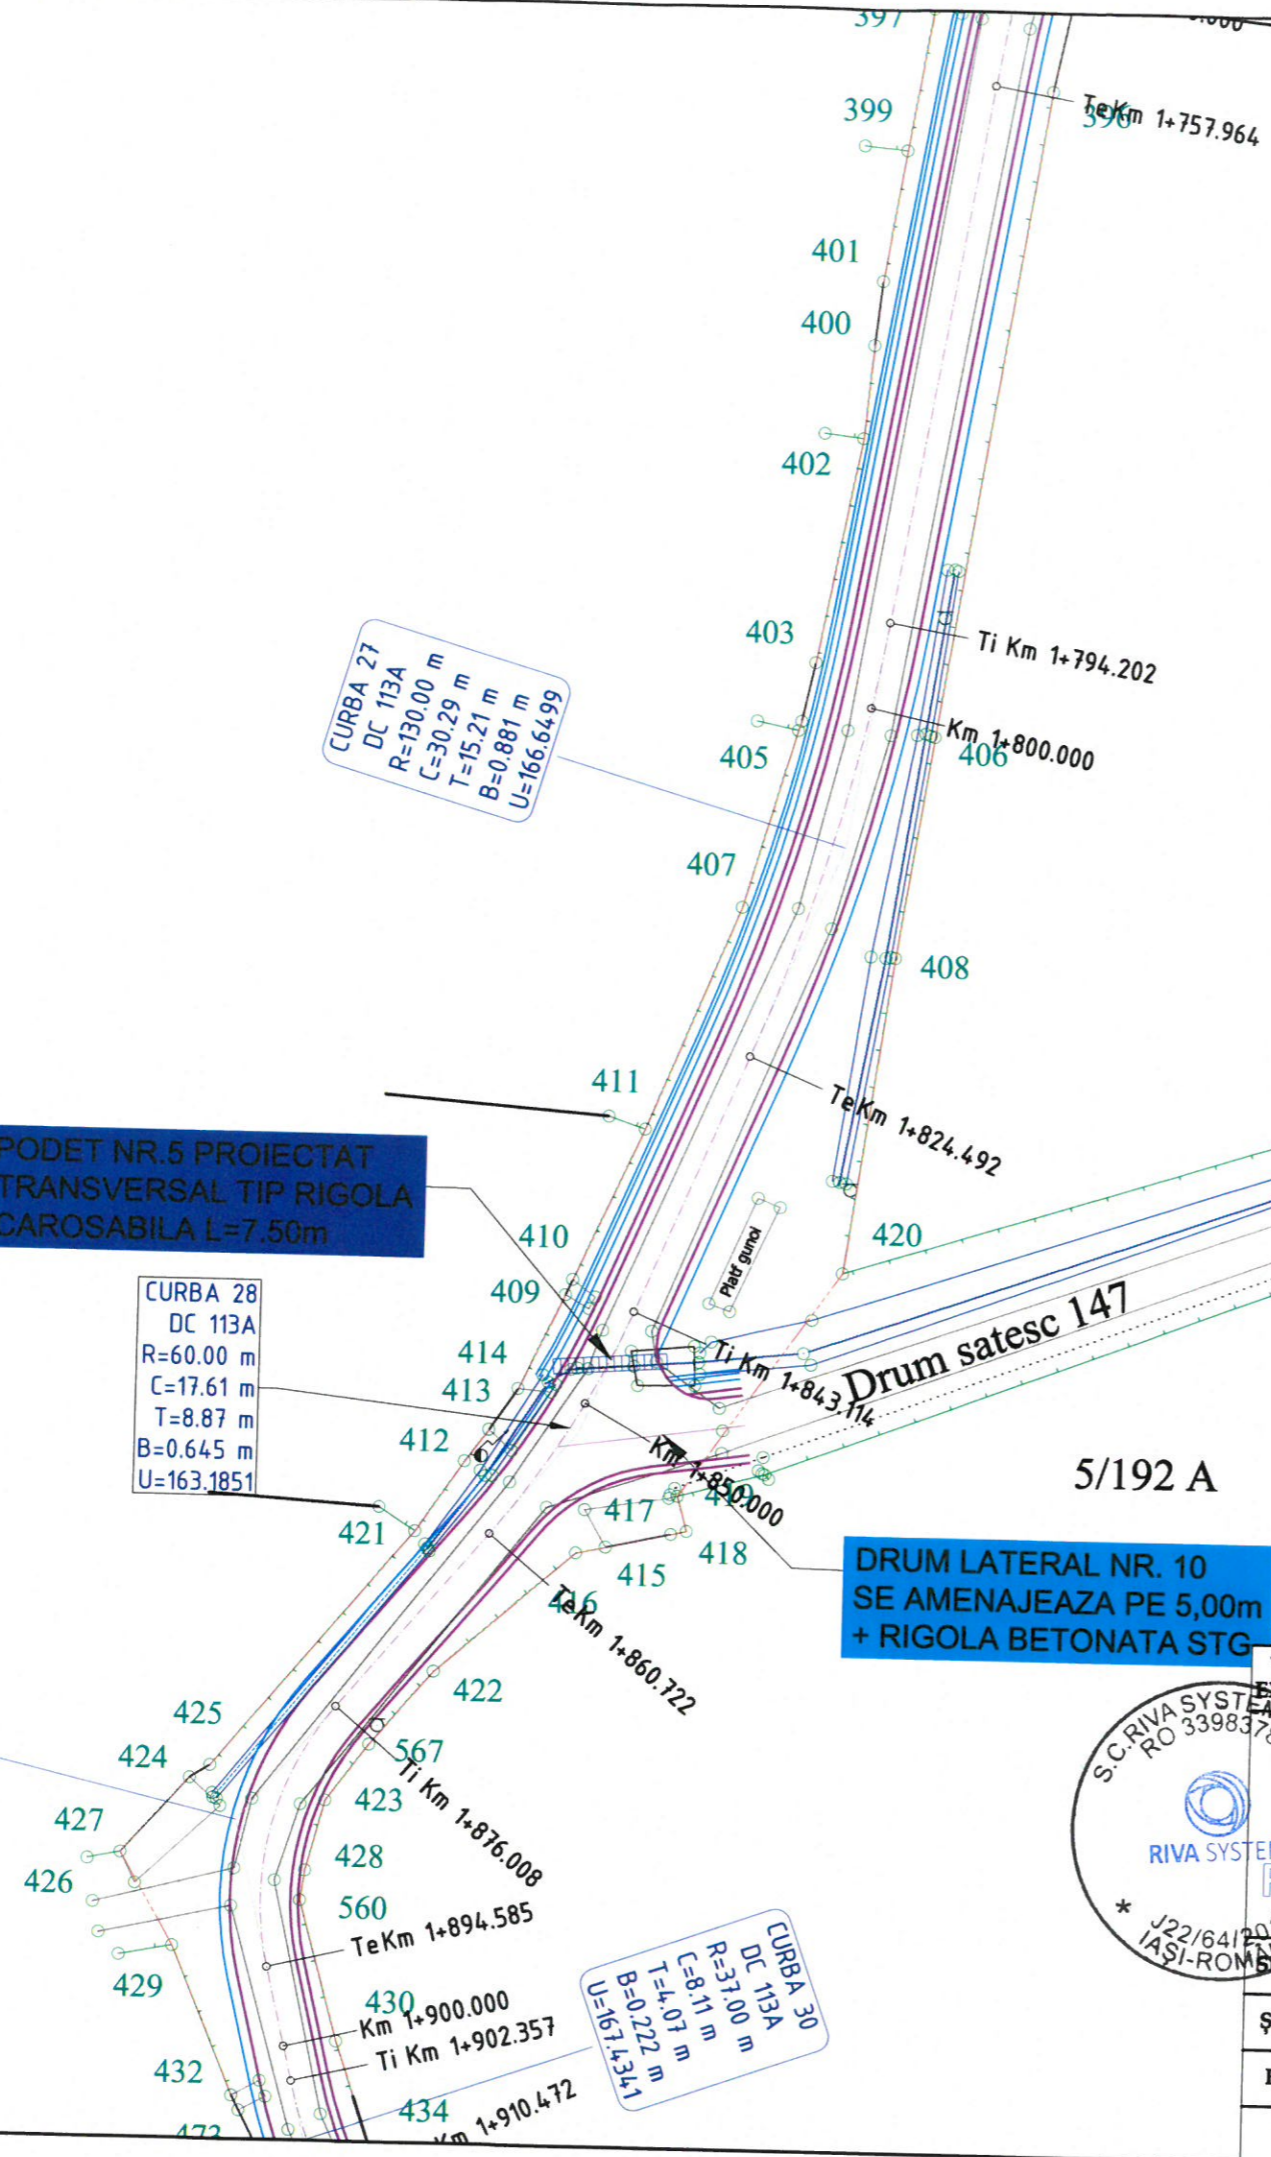 397
399
TeKm 1+757.964
396
401
400
402
403
Ti Km 1+794.202
CURBA 27
DC 113A
R=130.00 m
C=30.29 m
T=15.21 m
B=0.881 m
U=166.6499
405
Km 1+800.000
406
407
408
411
TeKm 1+824.492
PODET NR.5 PROIECTAT
TRANSVERSAL TIP RIGOLA
CAROSABILA L=7.50m
410
409
420
Platf gunoi
CURBA 28
DC 113A
R=60.00 m
C=17.61 m
T=8.87 m
B=0.645 m
U=163.1851
414
413
412
Ti Km 1+843.114
Drum satesc 147
Km 1+850.000
5/192 A
421
417
418
415
416
TeKm 1+860.722
DRUM LATERAL NR. 10
SE AMENAJEAZA PE 5,00m
+ RIGOLA BETONATA STG
422
425
424
567
423
Ti Km 1+876.008
427
426
428
560
TeKm 1+894.585
429
430
Km 1+900.000
Ti Km 1+902.357
CURBA 30
DC 113A
R=37.00 m
C=8.11 m
T=4.07 m
B=0.222 m
U=167.4341
432
434
Km 1+910.472
473
S.C.RIVA SYSTE
RO 3398378
RIVA SYSTE
J22/64/20
IAȘI-ROM